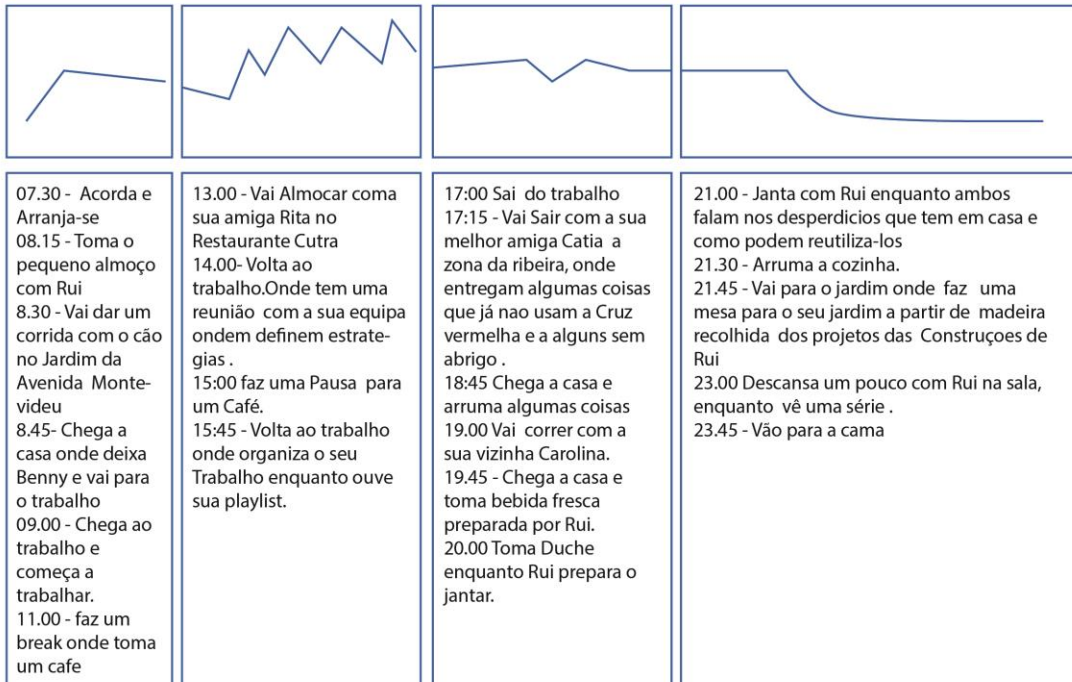 07.30 -  Acorda e
Arranja-se
08.15 - Toma o
pequeno almoço
com Rui
8.30 - Vai dar um
corrida com o cão
no Jardim da
Avenida  Monte-
video
8.45- Chega a
casa onde deixa
Benny e vai para
o trabalho
09.00 - Chega ao
trabalho e
começa a
trabalhar.
11.00 - faz um
break onde toma
um cafe
13.00 - Vai Almocar coma
sua amiga Rita no
Restaurante Cutra
14.00- Volta ao
trabalho.Onde tem uma
reunião  com a sua equipa
ondem definem estrate-
gias .
15:00 faz uma Pausa  para
um Café.
15:45 - Volta ao trabalho
onde organiza o seu
Trabalho enquanto ouve
sua playlist.
17:00 Sai  do trabalho
17:15 - Vai Sair com a sua
melhor amiga Catia  a
zona da ribeira, onde
entregam algumas coisas
que já nao usam a Cruz
vermelha e a alguns sem
abrigo .
18:45 Chega a casa e
arruma algumas coisas
19.00 Vai  correr com a
sua vizinha Carolina.
19.45 - Chega a casa e
toma bebida fresca
preparada por Rui.
20.00 Toma Duche
enquanto Rui prepara o
jantar.
21.00 - Janta com Rui enquanto ambos
falam nos desperdicios que tem em casa e
como podem reutiliza-los
21.30 - Arruma a cozinha.
21.45 - Vai para o jardim onde  faz   uma
mesa para o seu jardim a partir de  madeira
recolhida  dos projetos das  Construçoes de
Rui
23.00 Descansa um pouco com Rui na sala,
enquanto  vê uma série .
23.45 - Vão para a cama